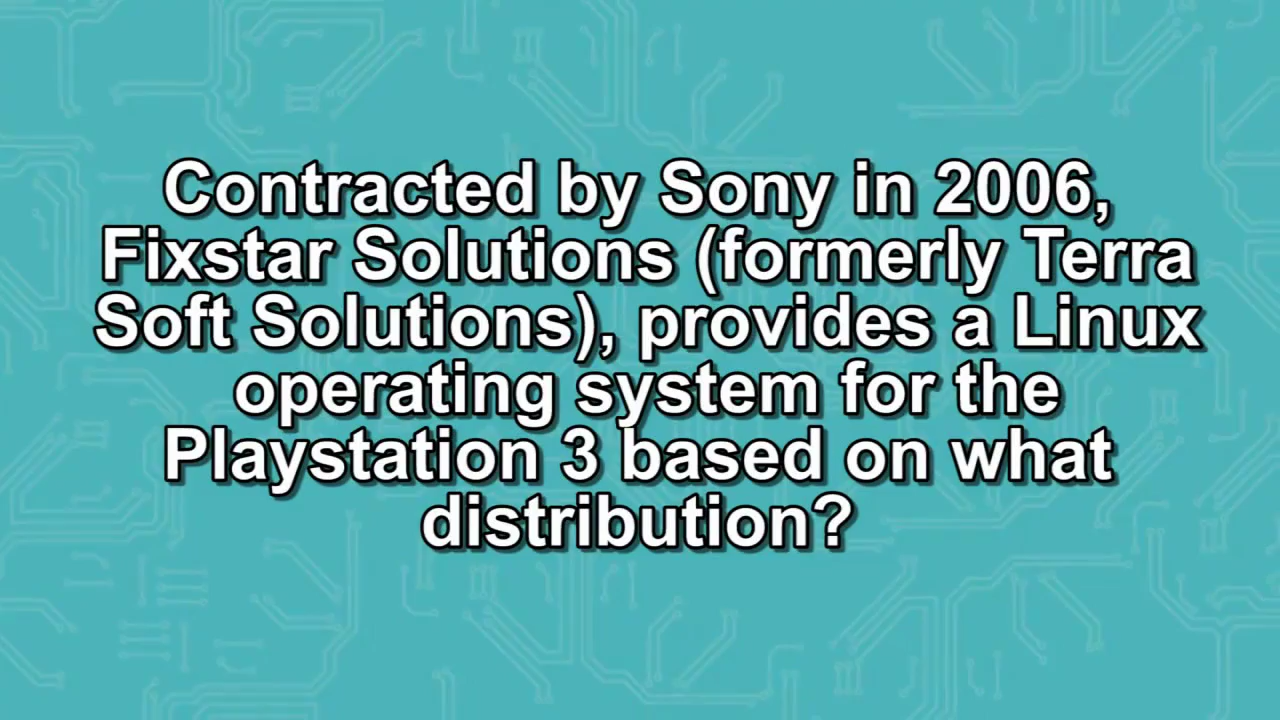 Contracted by Sony in 2006,
Fixstar Solutions (formerly Terra
Soft Solutions), provides a Linux
operating system for the
Playstation 3 based on what
distribution?